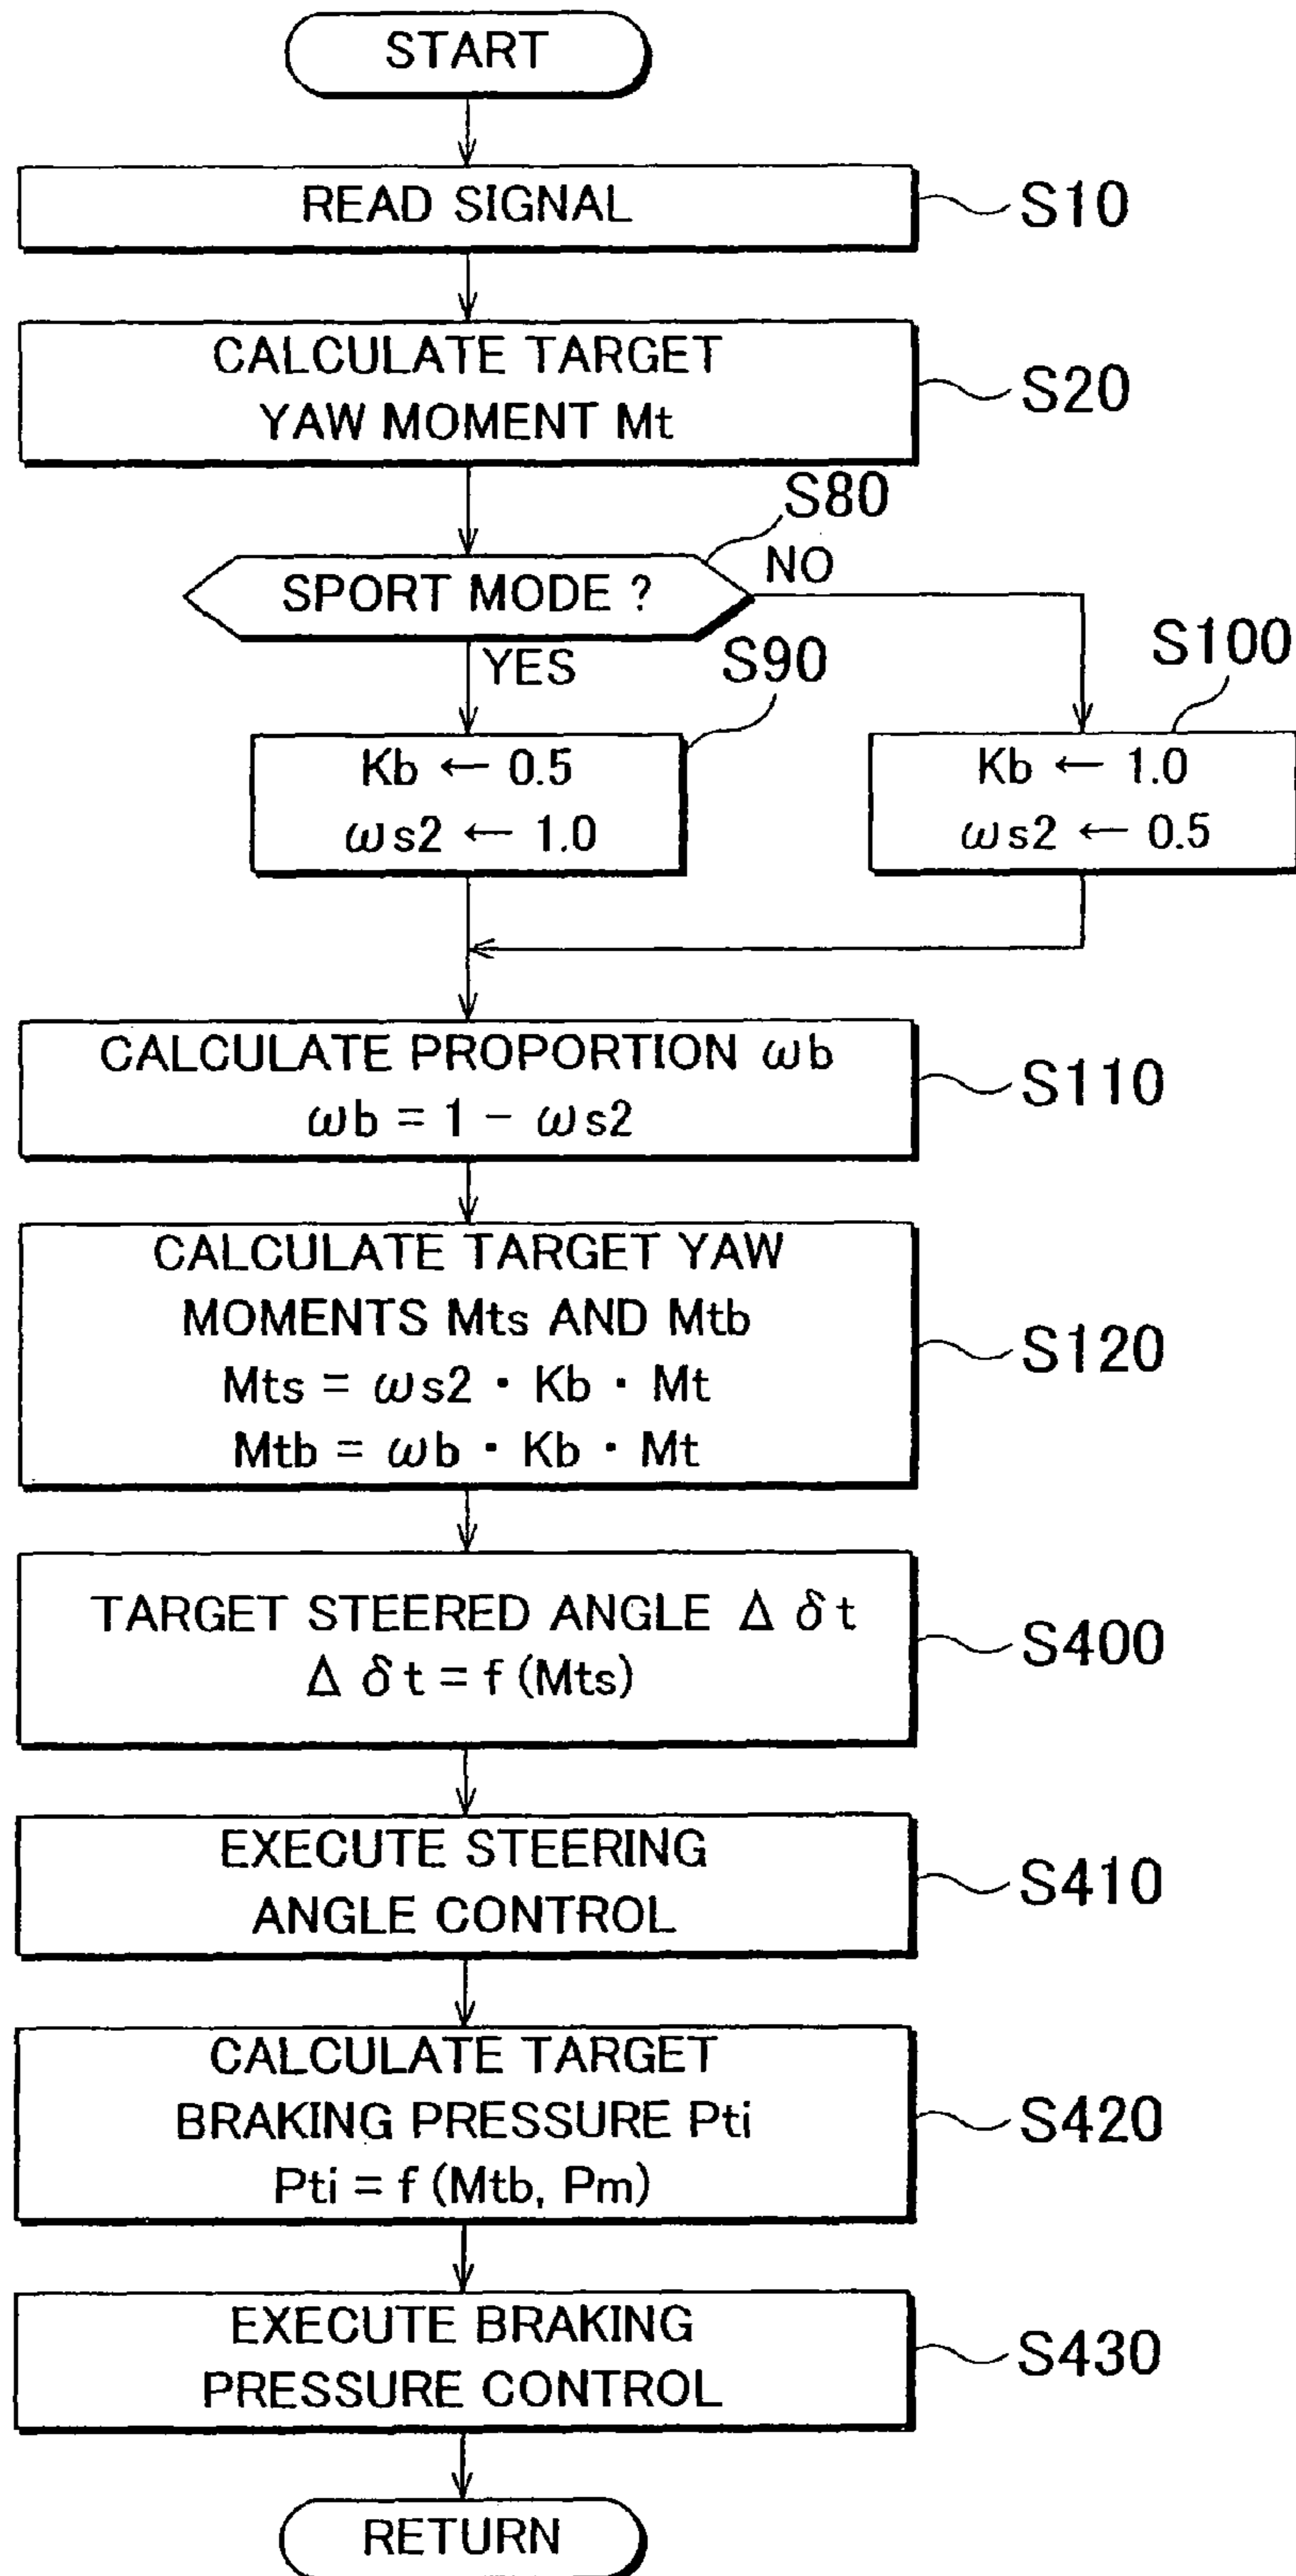 START
READ SIGNAL
S10
CALCULATE TARGET
YAW MOMENT Mt
S20
S80
SPORT MODE ?
NO
YES
S90
S100
Kb ← 0.5
ωs2 ← 1.0
Kb ← 1.0
ωs2 ← 0.5
CALCULATE PROPORTION ωb
ωb = 1 − ωs2
S110
CALCULATE TARGET YAW
MOMENTS Mts AND Mtb
Mts = ωs2 · Kb · Mt
Mtb = ωb · Kb · Mt
S120
TARGET STEERED ANGLE Δ δt
Δ δt = f (Mts)
S400
EXECUTE STEERING
ANGLE CONTROL
S410
CALCULATE TARGET
BRAKING PRESSURE Pti
Pti = f (Mtb, Pm)
S420
EXECUTE BRAKING
PRESSURE CONTROL
S430
RETURN